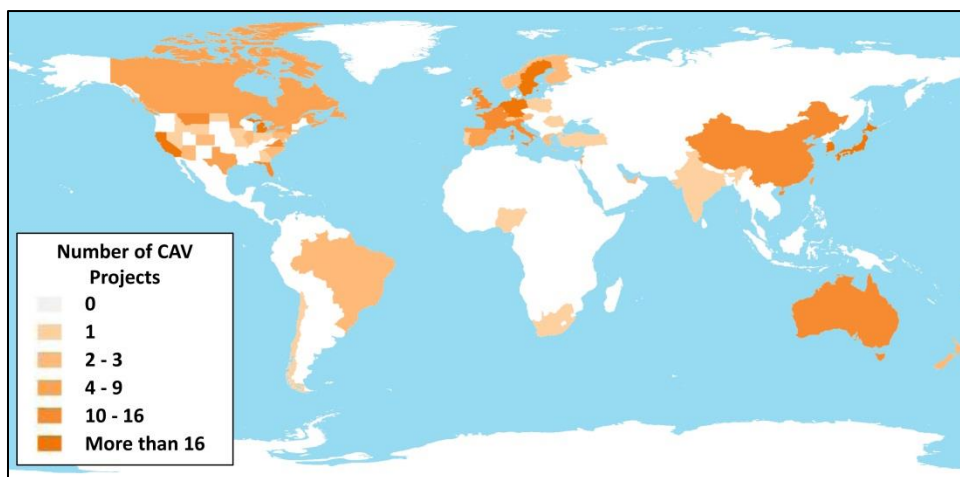 Number of CAV
Projects
0
1
2 - 3
4 - 9
10 - 16
More than 16